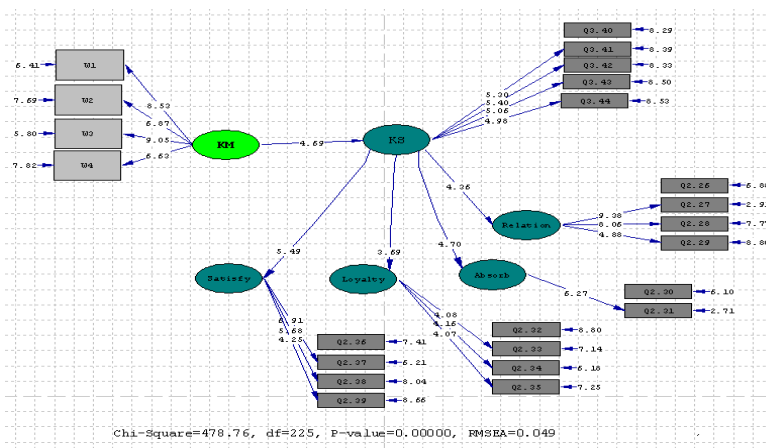 Q3.40 8.29
6.41 W1 Q3.41 8.39
Q3.42 8.33
7.69 W2 8.53 5.30 Q3.43 8.50
6.87 5.40 Q3.44 8.53
5.06
5.80 W3 9.05 4.98
KM 4.69 KS
7.82 W4 6.63
4.36 Q2.26
9.38 Q2.27
Relation 8.06 Q2.28 7.77
4.88 Q2.29
5.49 3.69 4.70
Satisfy Loyalty Absorb 6.27 Q2.30 6.10
Q2.31 2.71
6.91 4.08 Q2.32 8.80
5.68 4.16 Q2.33 7.14
4.25 4.07 Q2.34 6.18
Q2.36 7.41 Q2.35 7.25
Q2.37 6.21
Q2.38 8.04
Q2.39 8.66
Chi-Square=478.76, df=225, P-value=0.00000, RMSEA=0.049